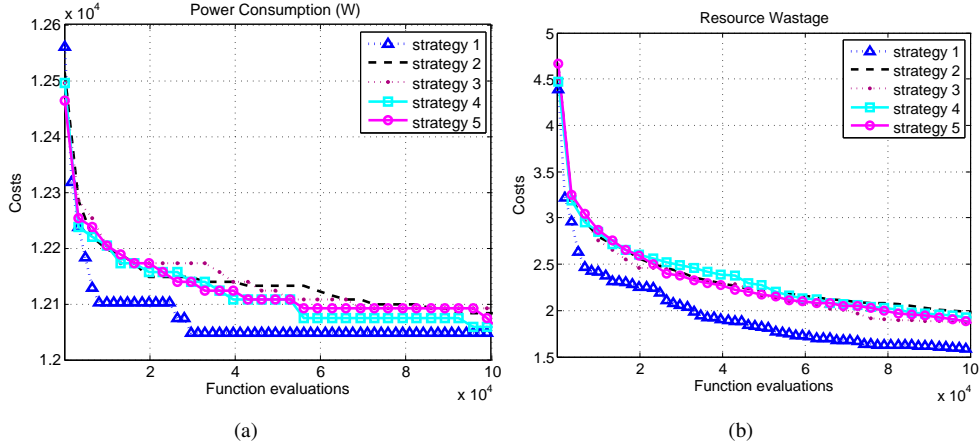 Power Consumption (W)
x 10^4
1.26
1.25
1.24
1.23
1.22
1.21
1.2
Costs
strategy 1
strategy 2
strategy 3
strategy 4
strategy 5
2 4 6 8 10
Function evaluations
x 10^4
(a)
Resource Wastage
5
4.5
4
3.5
3
2.5
2
1.5
Costs
strategy 1
strategy 2
strategy 3
strategy 4
strategy 5
2 4 6 8 10
Function evaluations
x 10^4
(b)